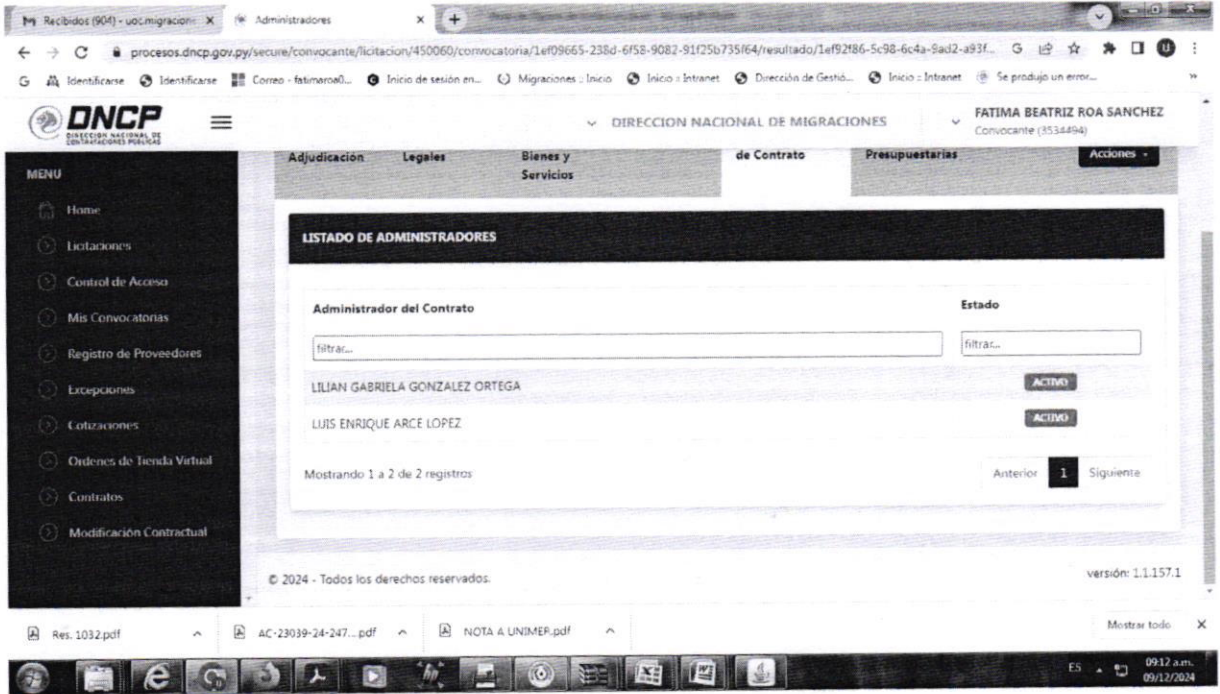 Recibidos (904) - uoc.migracion X
Administradores X +
procesos.dncp.gov.py/secure/convocante/licitacion/450060/convocatoria/1ef09665-238d-6f58-9082-91f25b735f64/resultado/1ef92f86-5c98-6c4a-9ad2-a93f...
G Identificarse Identificarse Correo - fatimaroa0... Inicio de sesión en... Migraciones :: Inicio Inicio :: Intranet Dirección de Gestió... Inicio :: Intranet Se produjo un error... »
DNCP
DIRECCION NACIONAL DE
CONTRATACIONES PÚBLICAS
DIRECCION NACIONAL DE MIGRACIONES
FATIMA BEATRIZ ROA SANCHEZ
Convocante (3534494)
MENU
Home
Licitaciones
Control de Acceso
Mis Convocatorias
Registro de Proveedores
Excepciones
Cotizaciones
Ordenes de Tienda Virtual
Contratos
Modificación Contractual
Adjudicación Legales Bienes y de Contrato Presupuestarias Acciones
Servicios
LISTADO DE ADMINISTRADORES
Administrador del Contrato Estado
filtrar... filtrar...
LILIAN GABRIELA GONZALEZ ORTEGA ACTIVO
LUIS ENRIQUE ARCE LOPEZ ACTIVO
Mostrando 1 a 2 de 2 registros Anterior 1 Siguiente
© 2024 - Todos los derechos reservados. versión: 1.1.157.1
Res. 1032.pdf AC-23039-24-247....pdf NOTA A UNIMER.pdf Mostrar todo X
ES 09:12 a.m.
09/12/2024